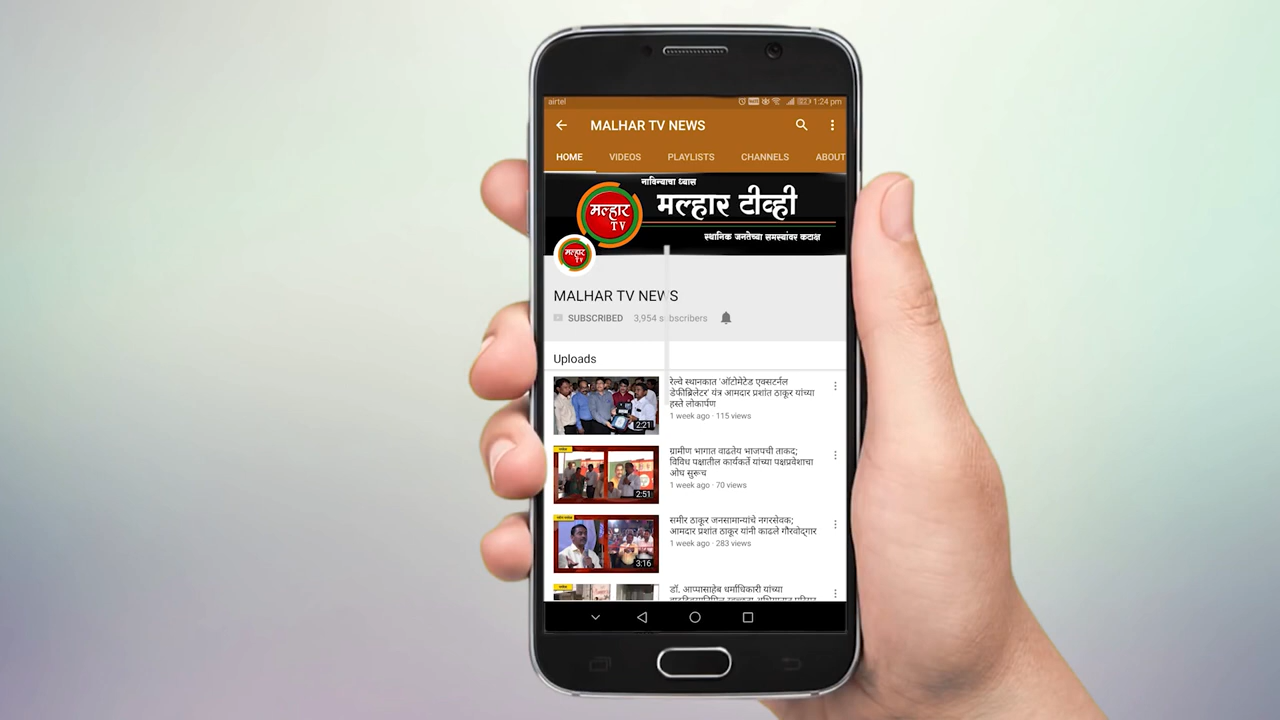 airtel
1:24 pm
MALHAR TV NEWS
HOME VIDEOS PLAYLISTS CHANNELS ABOUT
नाविन्याचा ध्यास
मल्हार टीव्ही
स्थानिक जनतेच्या समस्यांवर कटाक्ष
मल्हार
TV
मल्हार
TV
MALHAR TV NEWS
SUBSCRIBED 3,954 subscribers
Uploads
रेल्वे स्थानकात 'ऑटोमेटेड एक्सटर्नल
डेफीब्रिलेटर' यंत्र आमदार प्रशांत ठाकूर यांच्या
हस्ते लोकार्पण
1 week ago · 115 views
2:21
ग्रामीण भागात वाढतेय भाजपची ताकद;
विविध पक्षातील कार्यकर्ते यांच्या पक्षप्रवेशाचा
ओघ सुरूच
1 week ago · 70 views
2:51
समीर ठाकूर जनसामान्यांचे नगरसेवक;
आमदार प्रशांत ठाकूर यांनी काढले गौरवोद्गार
1 week ago · 283 views
3:16
डॉ. आप्पासाहेब धर्माधिकारी यांच्या